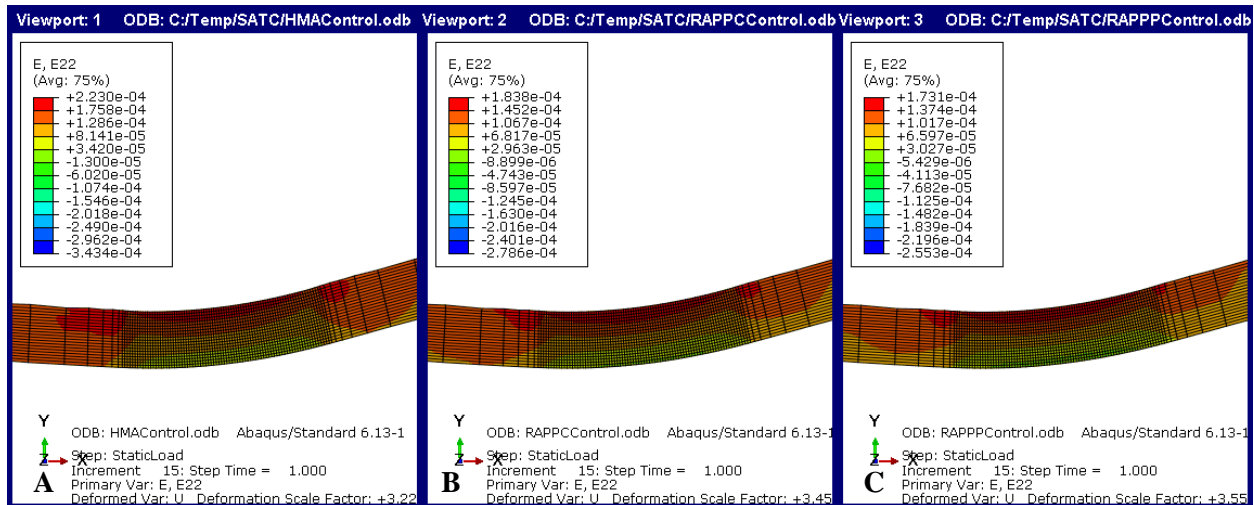 Viewport: 1 ODB: C:/Temp/SATC/HMAControl.odb
E, E22
(Avg: 75%)
+2.230e-04
+1.758e-04
+1.286e-04
+8.141e-05
+3.420e-05
-1.300e-05
-6.020e-05
-1.074e-04
-1.546e-04
-2.018e-04
-2.490e-04
-2.962e-04
-3.434e-04
Y
Z X
ODB: HMAControl.odb Abaqus/Standard 6.13-1
Step: StaticLoad
Increment 15: Step Time = 1.000
Primary Var: E, E22
Deformed Var: U Deformation Scale Factor: +3.22
A
Viewport: 2 ODB: C:/Temp/SATC/RAPPCControl.odb
E, E22
(Avg: 75%)
+1.838e-04
+1.452e-04
+1.067e-04
+6.817e-05
+2.963e-05
-8.899e-06
-4.743e-05
-8.597e-05
-1.245e-04
-1.630e-04
-2.016e-04
-2.401e-04
-2.786e-04
Y
Z X
ODB: RAPPCControl.odb Abaqus/Standard 6.13-1
Step: StaticLoad
Increment 15: Step Time = 1.000
Primary Var: E, E22
Deformed Var: U Deformation Scale Factor: +3.45
B
Viewport: 3 ODB: C:/Temp/SATC/RAPPPControl.odb
E, E22
(Avg: 75%)
+1.731e-04
+1.374e-04
+1.017e-04
+6.597e-05
+3.027e-05
-5.429e-06
-4.113e-05
-7.682e-05
-1.125e-04
-1.482e-04
-1.839e-04
-2.196e-04
-2.553e-04
Y
Z X
ODB: RAPPPControl.odb Abaqus/Standard 6.13-1
Step: StaticLoad
Increment 15: Step Time = 1.000
Primary Var: E, E22
Deformed Var: U Deformation Scale Factor: +3.55
C